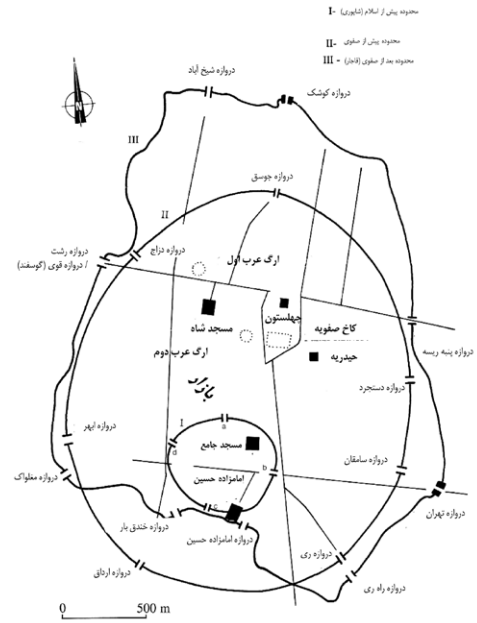 I- محدوده پیش از اسلام (شاپوری)
II- محدوده پیش از صفوی
III - محدوده بعد از صفوی (قاجار)
دروازه شیخ آباد
دروازه کوشک
N
III
دروازه جوسق
II
دروازه رشت
/ دروازه قوی (گوسفند)
دروازه دزاج
ارگ عرب اول
چهلستون
مسجد شاه
کاخ صفویه
ارگ عرب دوم
حیدریه
دروازه پنبه ریسه
بازار
دروازه دستجرد
I
a
دروازه ابهر
مسجد جامع
d
b
دروازه سامقان
دروازه مغلواک
امامزاده حسین
c
دروازه تهران
دروازه خندق بار
دروازه امامزاده حسین
دروازه ری
دروازه ارداق
دروازه راه ری
0 500 m